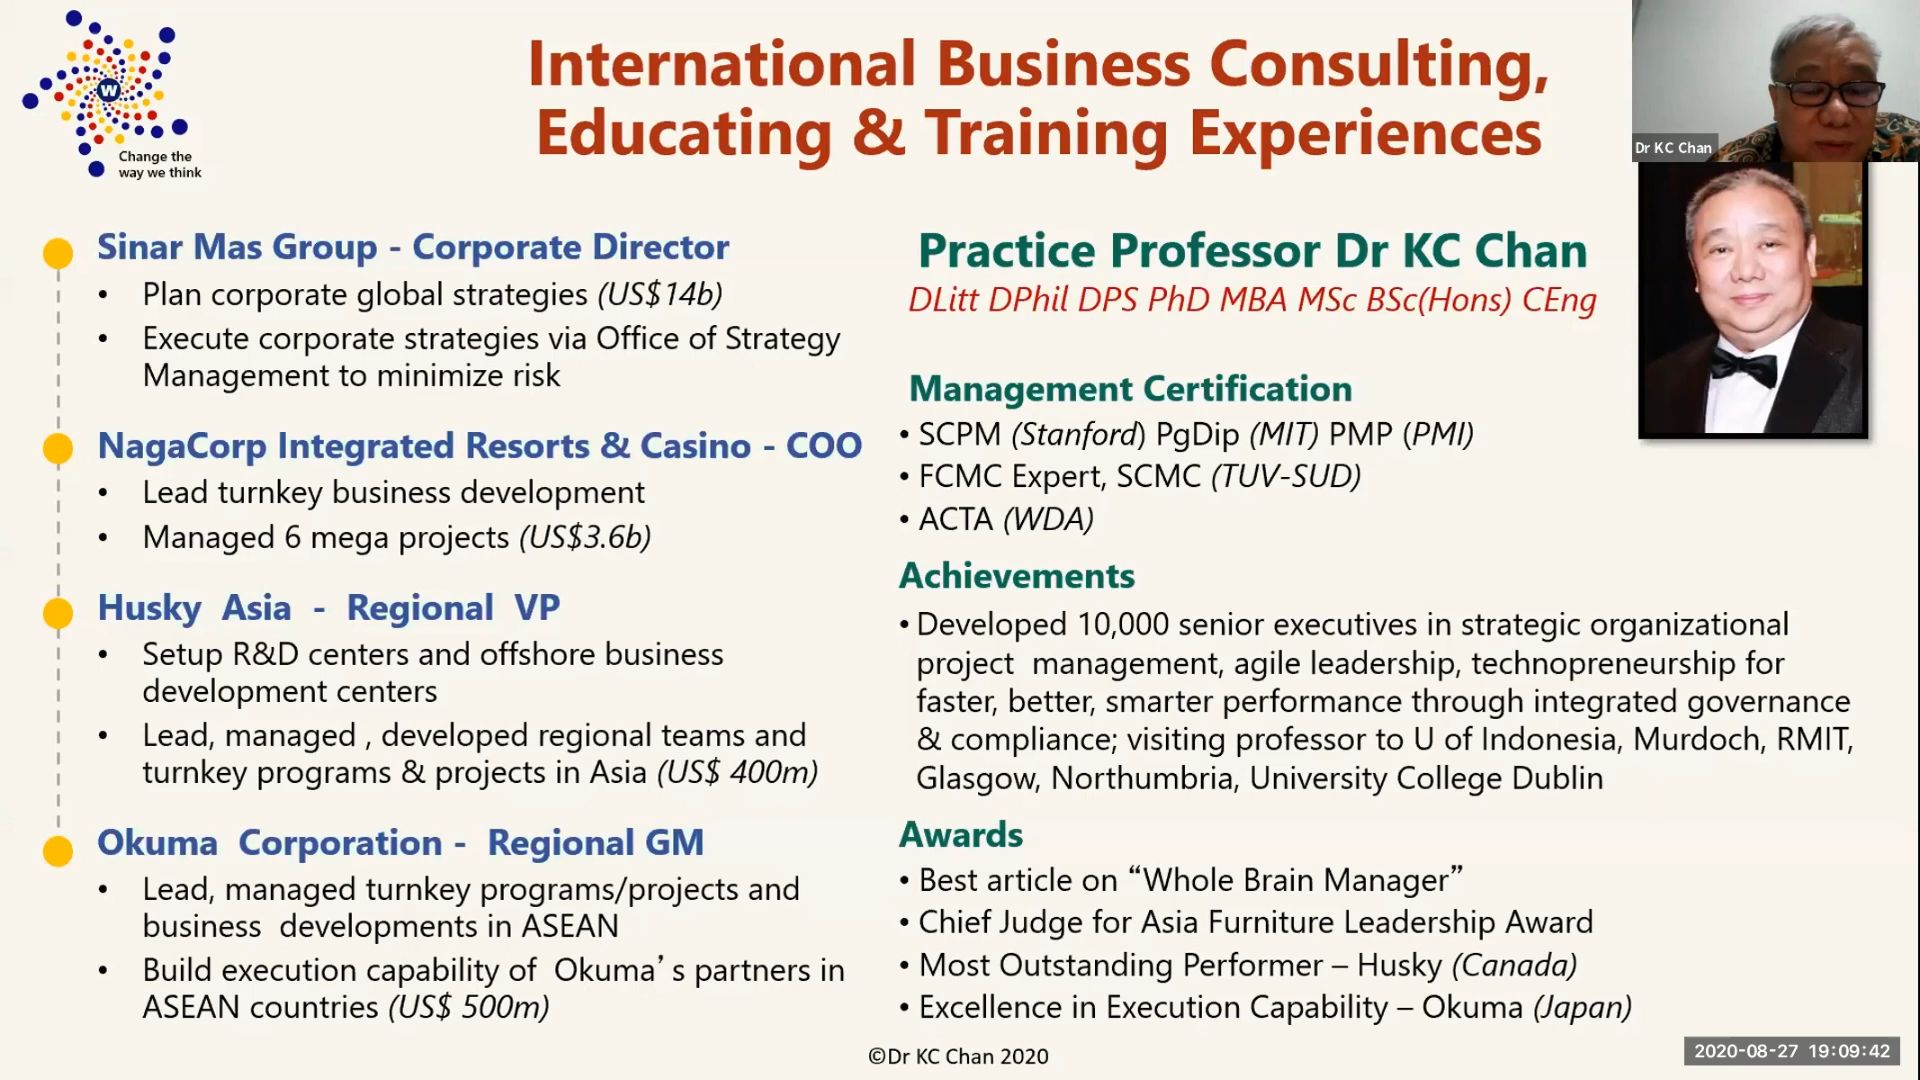 W
Change the
way we think
International Business Consulting,
Educating & Training Experiences
Dr KC Chan
Sinar Mas Group - Corporate Director
• Plan corporate global strategies (US$14b)
• Execute corporate strategies via Office of Strategy
Management to minimize risk
NagaCorp Integrated Resorts & Casino - COO
• Lead turnkey business development
• Managed 6 mega projects (US$3.6b)
Husky Asia - Regional VP
• Setup R&D centers and offshore business
development centers
• Lead, managed , developed regional teams and
turnkey programs & projects in Asia (US$ 400m)
Okuma Corporation - Regional GM
• Lead, managed turnkey programs/projects and
business developments in ASEAN
• Build execution capability of Okuma’s partners in
ASEAN countries (US$ 500m)
Practice Professor Dr KC Chan
DLitt DPhil DPS PhD MBA MSc BSc(Hons) CEng
Management Certification
• SCPM (Stanford) PgDip (MIT) PMP (PMI)
• FCMC Expert, SCMC (TUV-SUD)
• ACTA (WDA)
Achievements
• Developed 10,000 senior executives in strategic organizational
project management, agile leadership, technopreneurship for
faster, better, smarter performance through integrated governance
& compliance; visiting professor to U of Indonesia, Murdoch, RMIT,
Glasgow, Northumbria, University College Dublin
Awards
• Best article on “Whole Brain Manager”
• Chief Judge for Asia Furniture Leadership Award
• Most Outstanding Performer – Husky (Canada)
• Excellence in Execution Capability – Okuma (Japan)
©Dr KC Chan 2020
2020-08-27 19:09:42